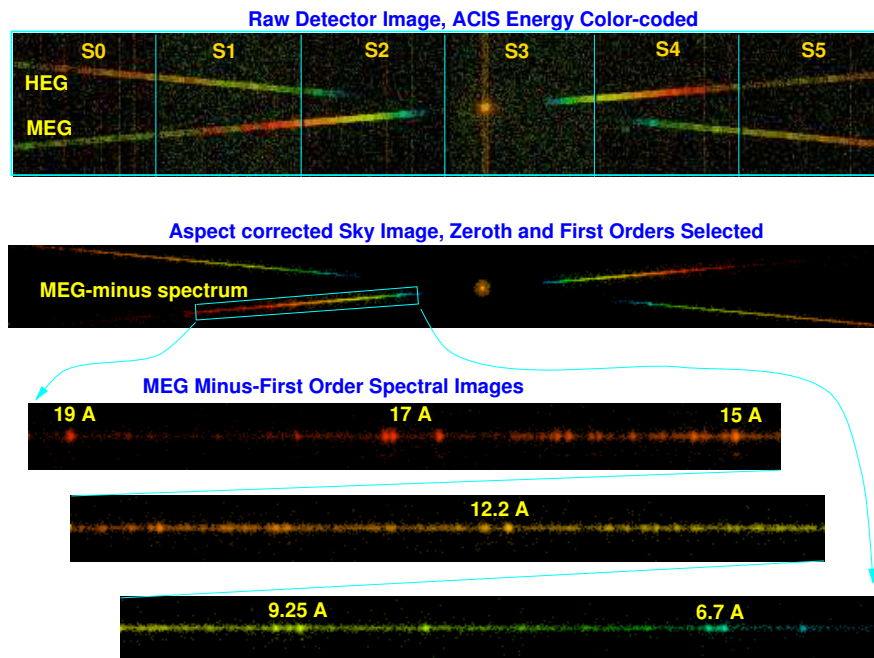 Raw Detector Image, ACIS Energy Color-coded
S0 S1 S2 S3 S4 S5
HEG
MEG
Aspect corrected Sky Image, Zeroth and First Orders Selected
MEG-minus spectrum
MEG Minus-First Order Spectral Images
19 A 17 A 15 A
12.2 A
9.25 A 6.7 A